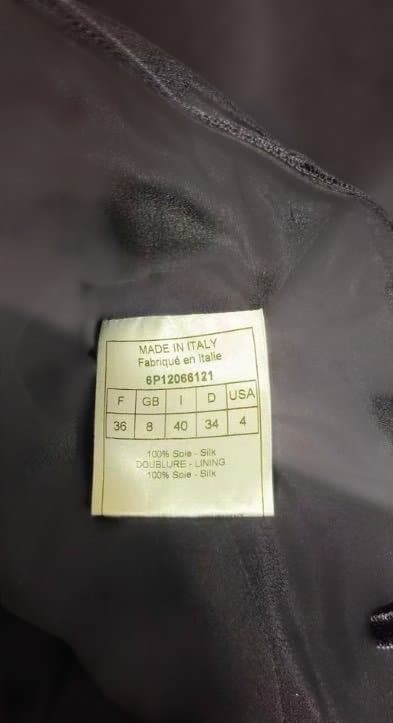 MADE IN ITALY
Fabriqué en Italie
6P12066121
F GB I D USA
36 8 40 34 4
100% Soie - Silk
DOUBLURE - LINING
100% Soie - Silk